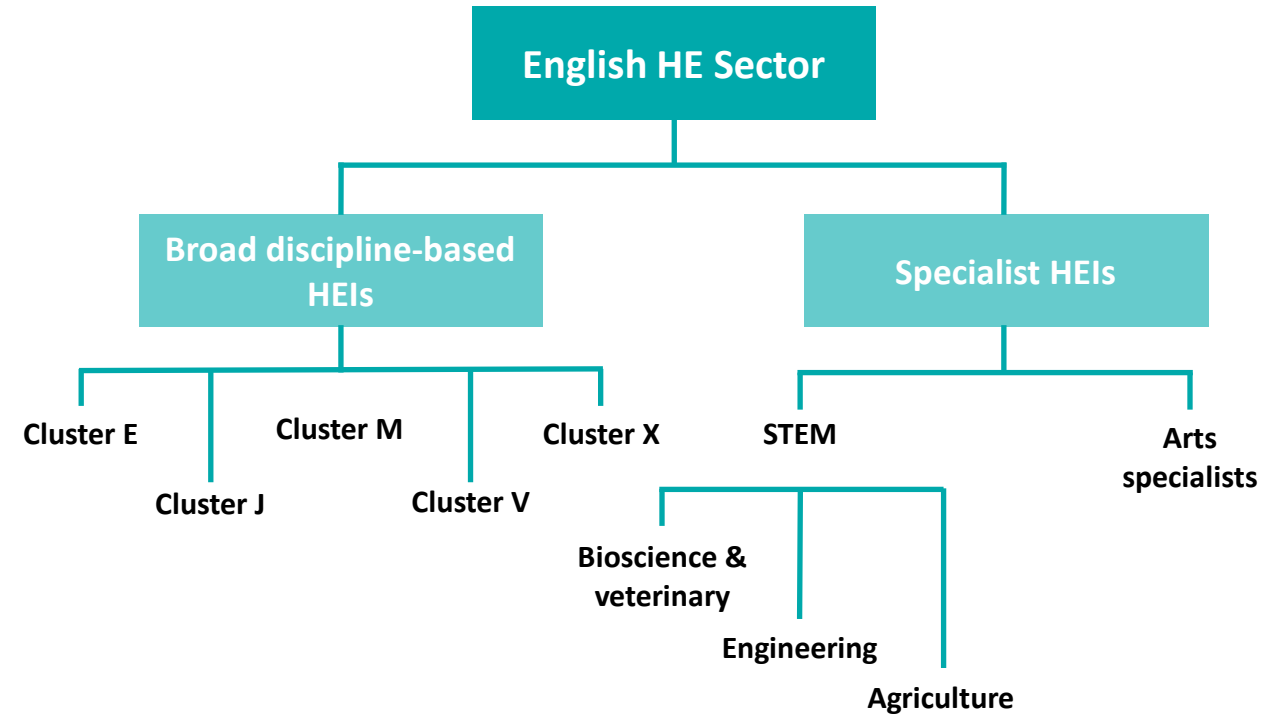 English HE Sector
Broad discipline-based
HEIs
Specialist HEIs
Cluster E
Cluster J
Cluster M
Cluster V
Cluster X
STEM
Arts
specialists
Bioscience &
veterinary
Engineering
Agriculture